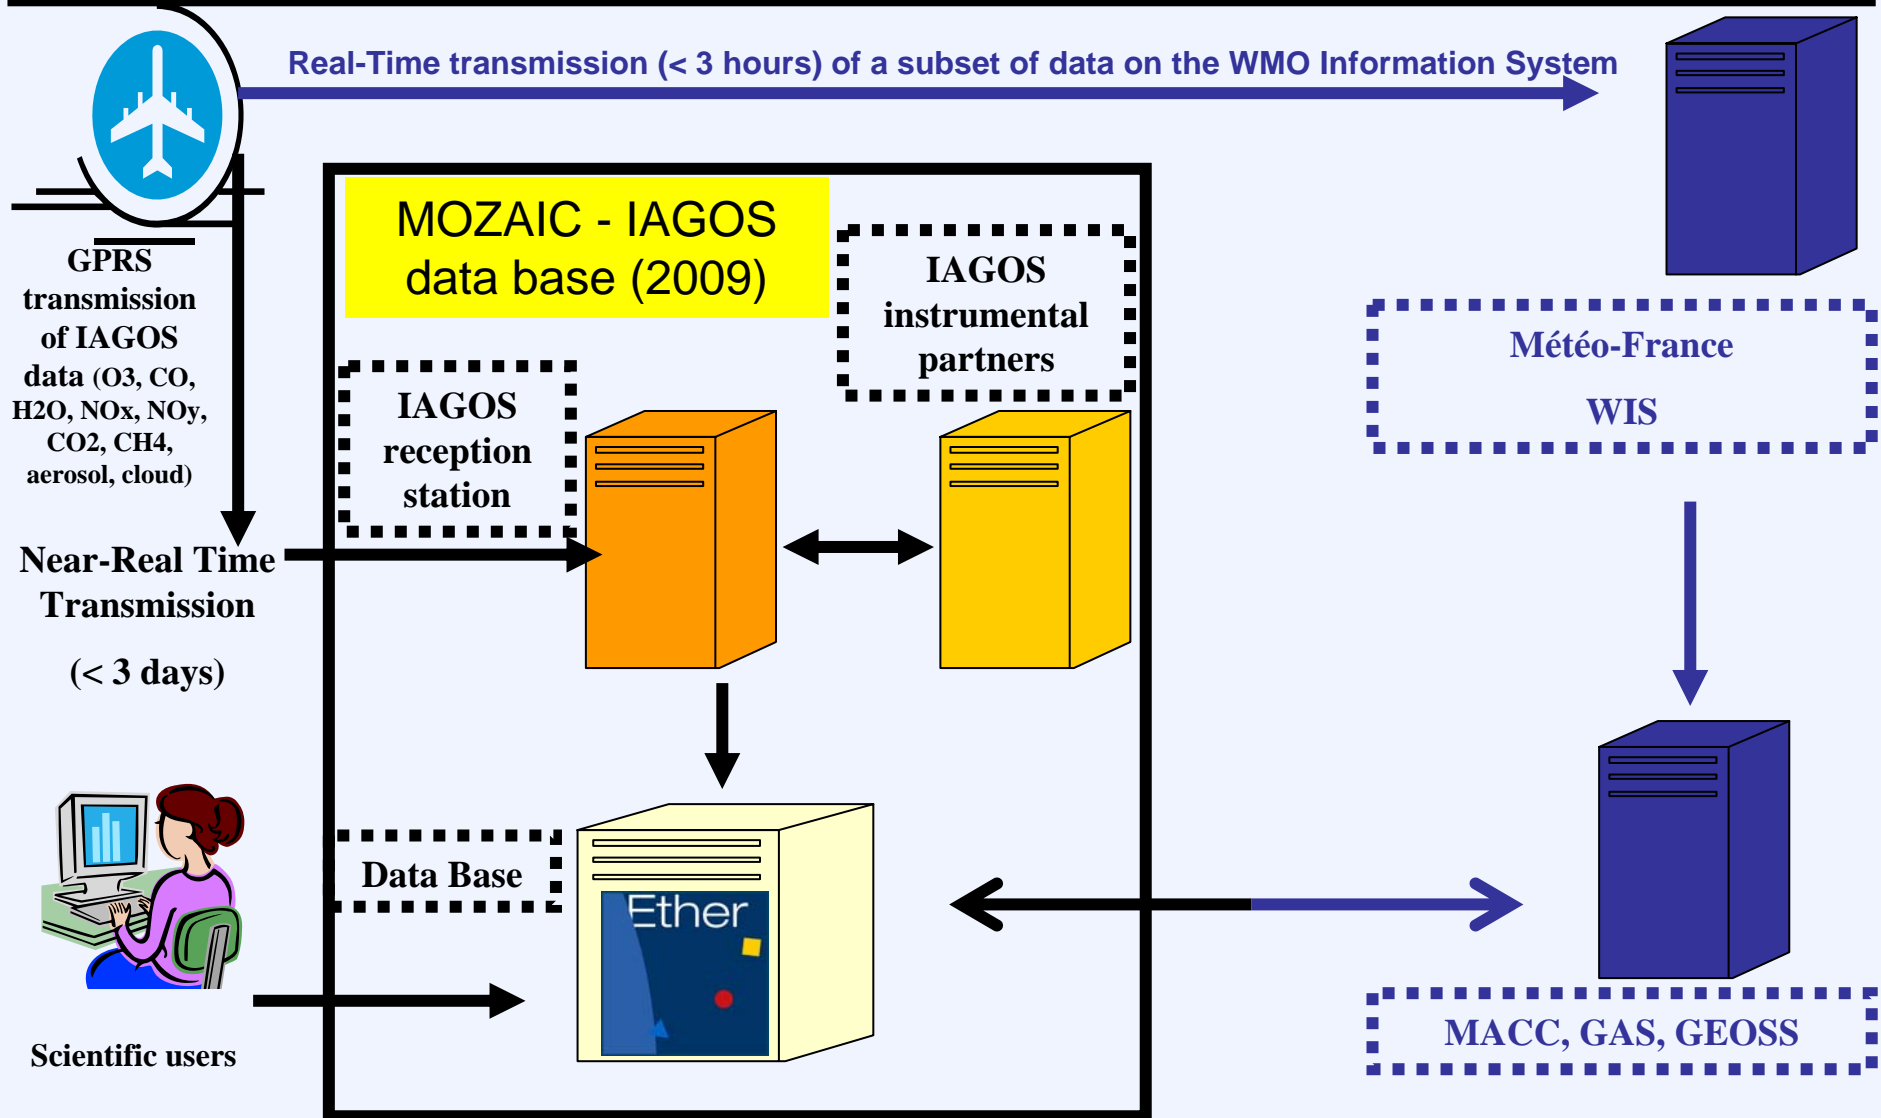 Real-Time transmission (< 3 hours) of a subset of data on the WMO Information System
GPRS
transmission
of IAGOS
data (O3, CO,
H2O, NOx, NOy,
CO2, CH4,
aerosol, cloud)
Near-Real Time
Transmission
(< 3 days)
MOZAIC - IAGOS
data base (2009)
IAGOS
instrumental
partners
IAGOS
reception
station
Météo-France
WIS
Data Base
Ether
Scientific users
MACC, GAS, GEOSS